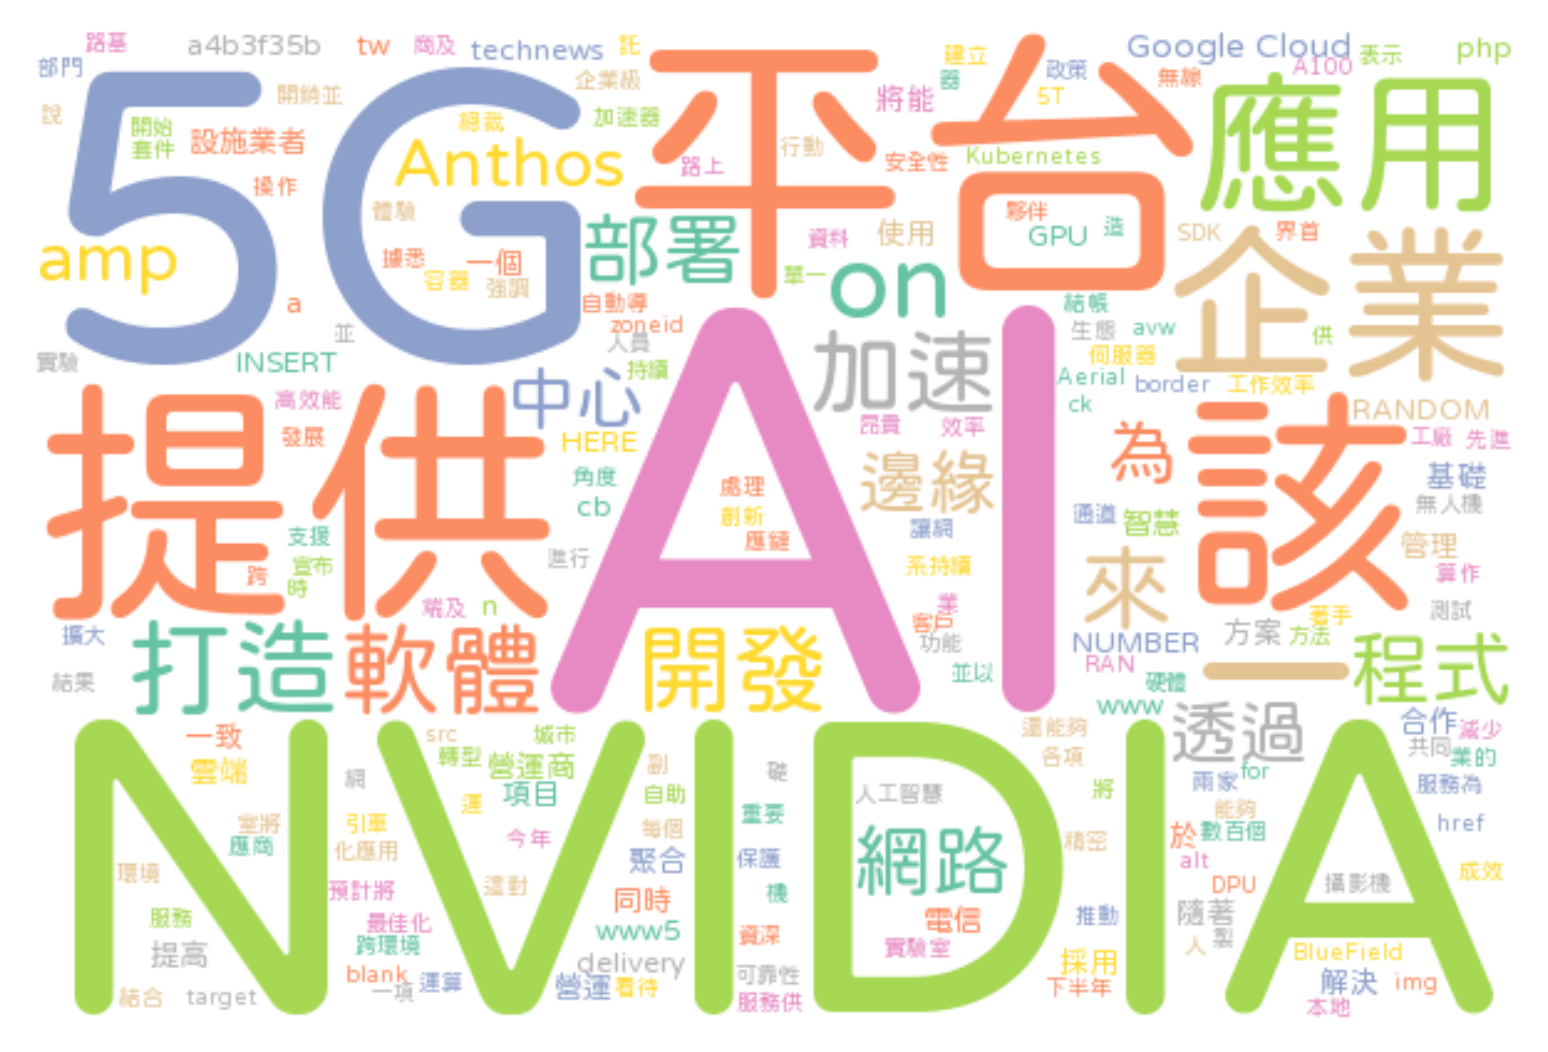 路基
a4b3f35b
tw
商及
technews
託
建立
Google Cloud
表示
php
部門
開銷並
企業級
器
政策
A100
無線
說
5G
平台
將能
5T
應用
開始
套件
設施業者
總裁
加速器
Anthos
路上
行動
安全性
Kubernetes
操作
體驗
部署
資料
使用
夥伴
GPU
造
SDK
界首
amp
據悉
一個
容器
強調
單一
on
企業
a
自動導
zoneid
結帳
並
人員
生態
avw
供
實驗
INSERT
中心
持續
加速
伺服器
Aerial
border
工作效率
ck
提供
高效能
發展
HERE
AI
昂貴
效率
為
該
RANDOM
工廠
先進
角度
cb
處理
創新
應鏈
邊緣
基礎
無人機
支援
宣布
時
跨
進行
讓網
通道
智慧
管理
系持續
來
算作
端及
n
業
客戶
功能
著手
測試
擴大
打造
軟體
開發
NUMBER
RAN
方案
方法
一
程式
結果
並以
硬體
www
透過
合作
減少
一致
雲端
src
轉型
城市
營運商
還能夠
各項
共同
業的
NVIDIA
網
項目
副
自助
礎
人工智慧
將
兩家
for
服務為
運
重要
能夠
室將
應商
引車
化應用
今年
每個
聚合
保護
網路
精密
於
數百個
href
環境
預計將
這對
同時
機
alt
DPU
攝影機
成效
服務
最佳化
跨環境
www5
資深
電信
實驗室
推動
隨著
人
製
提高
blank
一項
運算
delivery
營運
看待
可靠性
服務供
採用
下半年
BlueField
解決
img
結合
target
本地